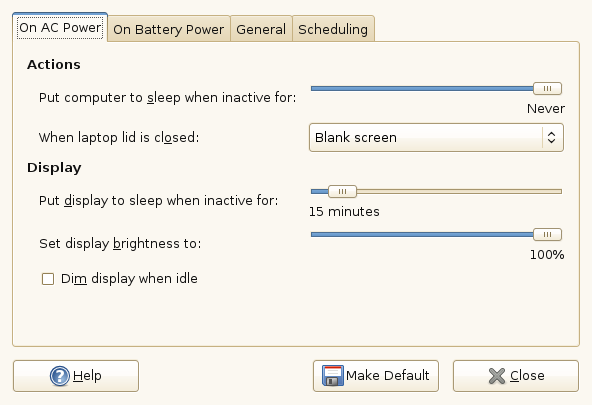 On AC Power On Battery Power General Scheduling
Actions
Put computer to sleep when inactive for:
Never
When laptop lid is closed: Blank screen
Display
Put display to sleep when inactive for:
15 minutes
Set display brightness to:
100%
Dim display when idle
Help Make Default Close